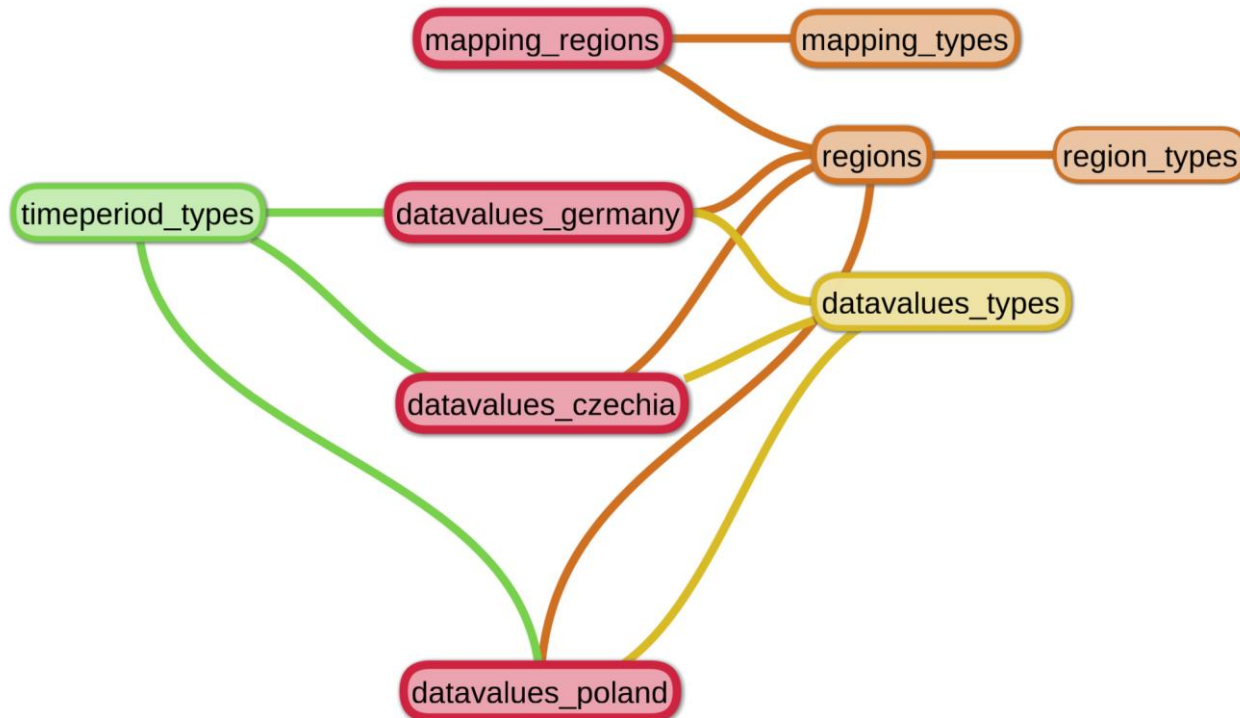 mapping_regions
mapping_types
regions
region_types
timeperiod_types
datavalues_germany
datavalues_types
datavalues_czechia
datavalues_poland